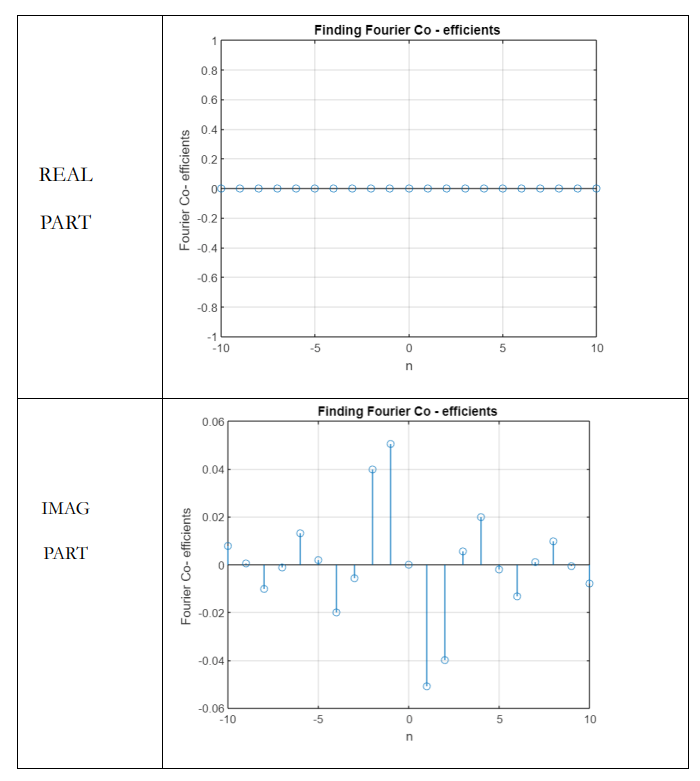 REAL
PART
Finding Fourier Co - efficients
Fourier Co- efficients
1
0.8
0.6
0.4
0.2
0
-0.2
-0.4
-0.6
-0.8
-1
-10 -5 0 5 10
n
IMAG
PART
Finding Fourier Co - efficients
Fourier Co- efficients
0.06
0.04
0.02
0
-0.02
-0.04
-0.06
-10 -5 0 5 10
n